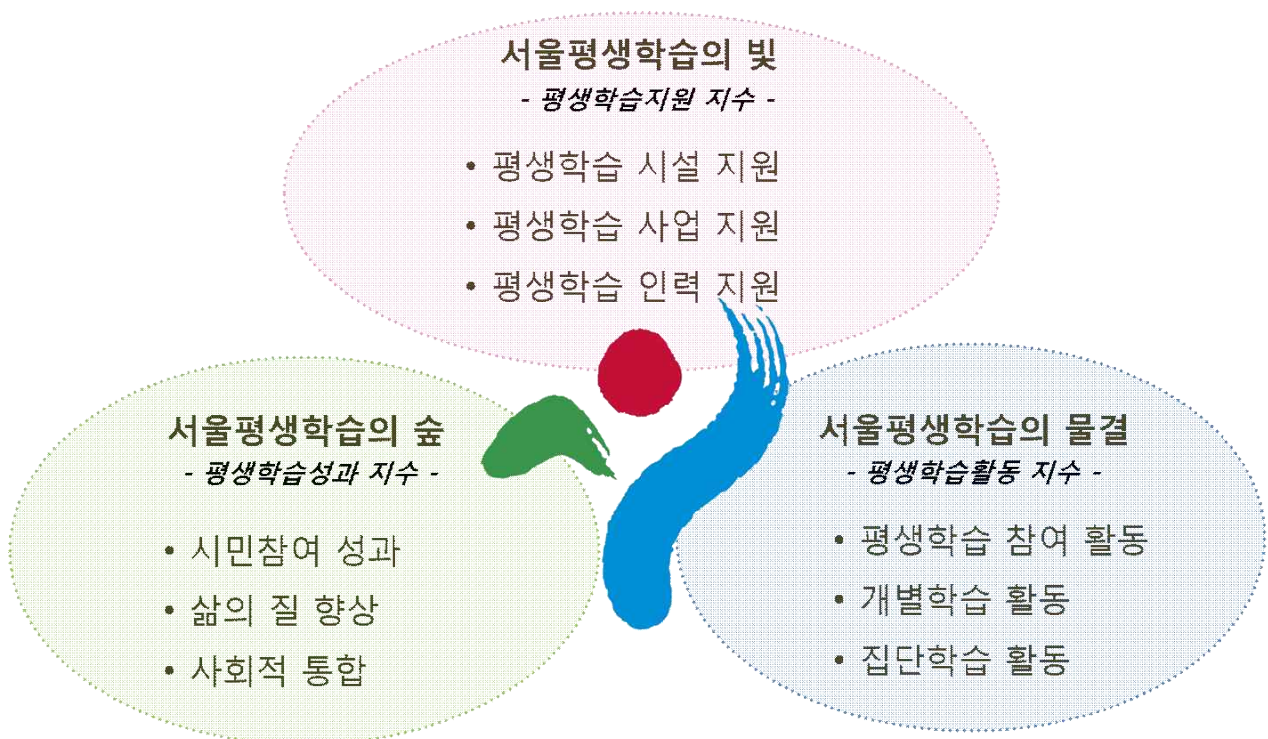 서울평생학습의 빛
- 평생학습지원 지수 -
• 평생학습 시설 지원
• 평생학습 사업 지원
• 평생학습 인력 지원
서울평생학습의 숲
- 평생학습성과 지수 -
• 시민참여 성과
• 삶의 질 향상
• 사회적 통합
서울평생학습의 물결
- 평생학습활동 지수 -
• 평생학습 참여 활동
• 개별학습 활동
• 집단학습 활동